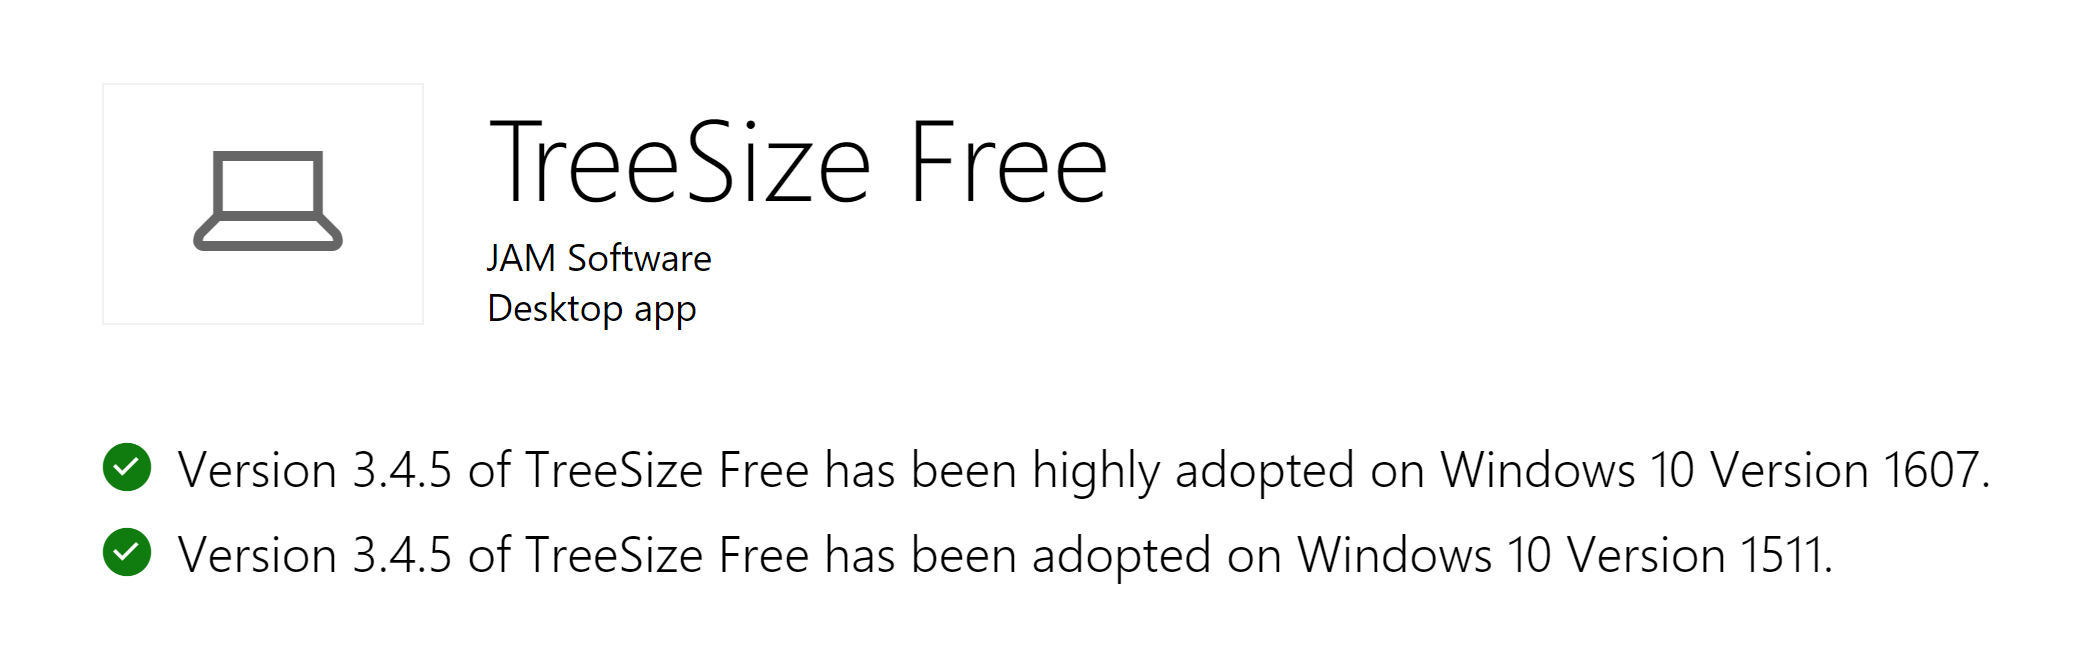 TreeSize Free
JAM Software
Desktop app
Version 3.4.5 of TreeSize Free has been highly adopted on Windows 10 Version 1607.
Version 3.4.5 of TreeSize Free has been adopted on Windows 10 Version 1511.